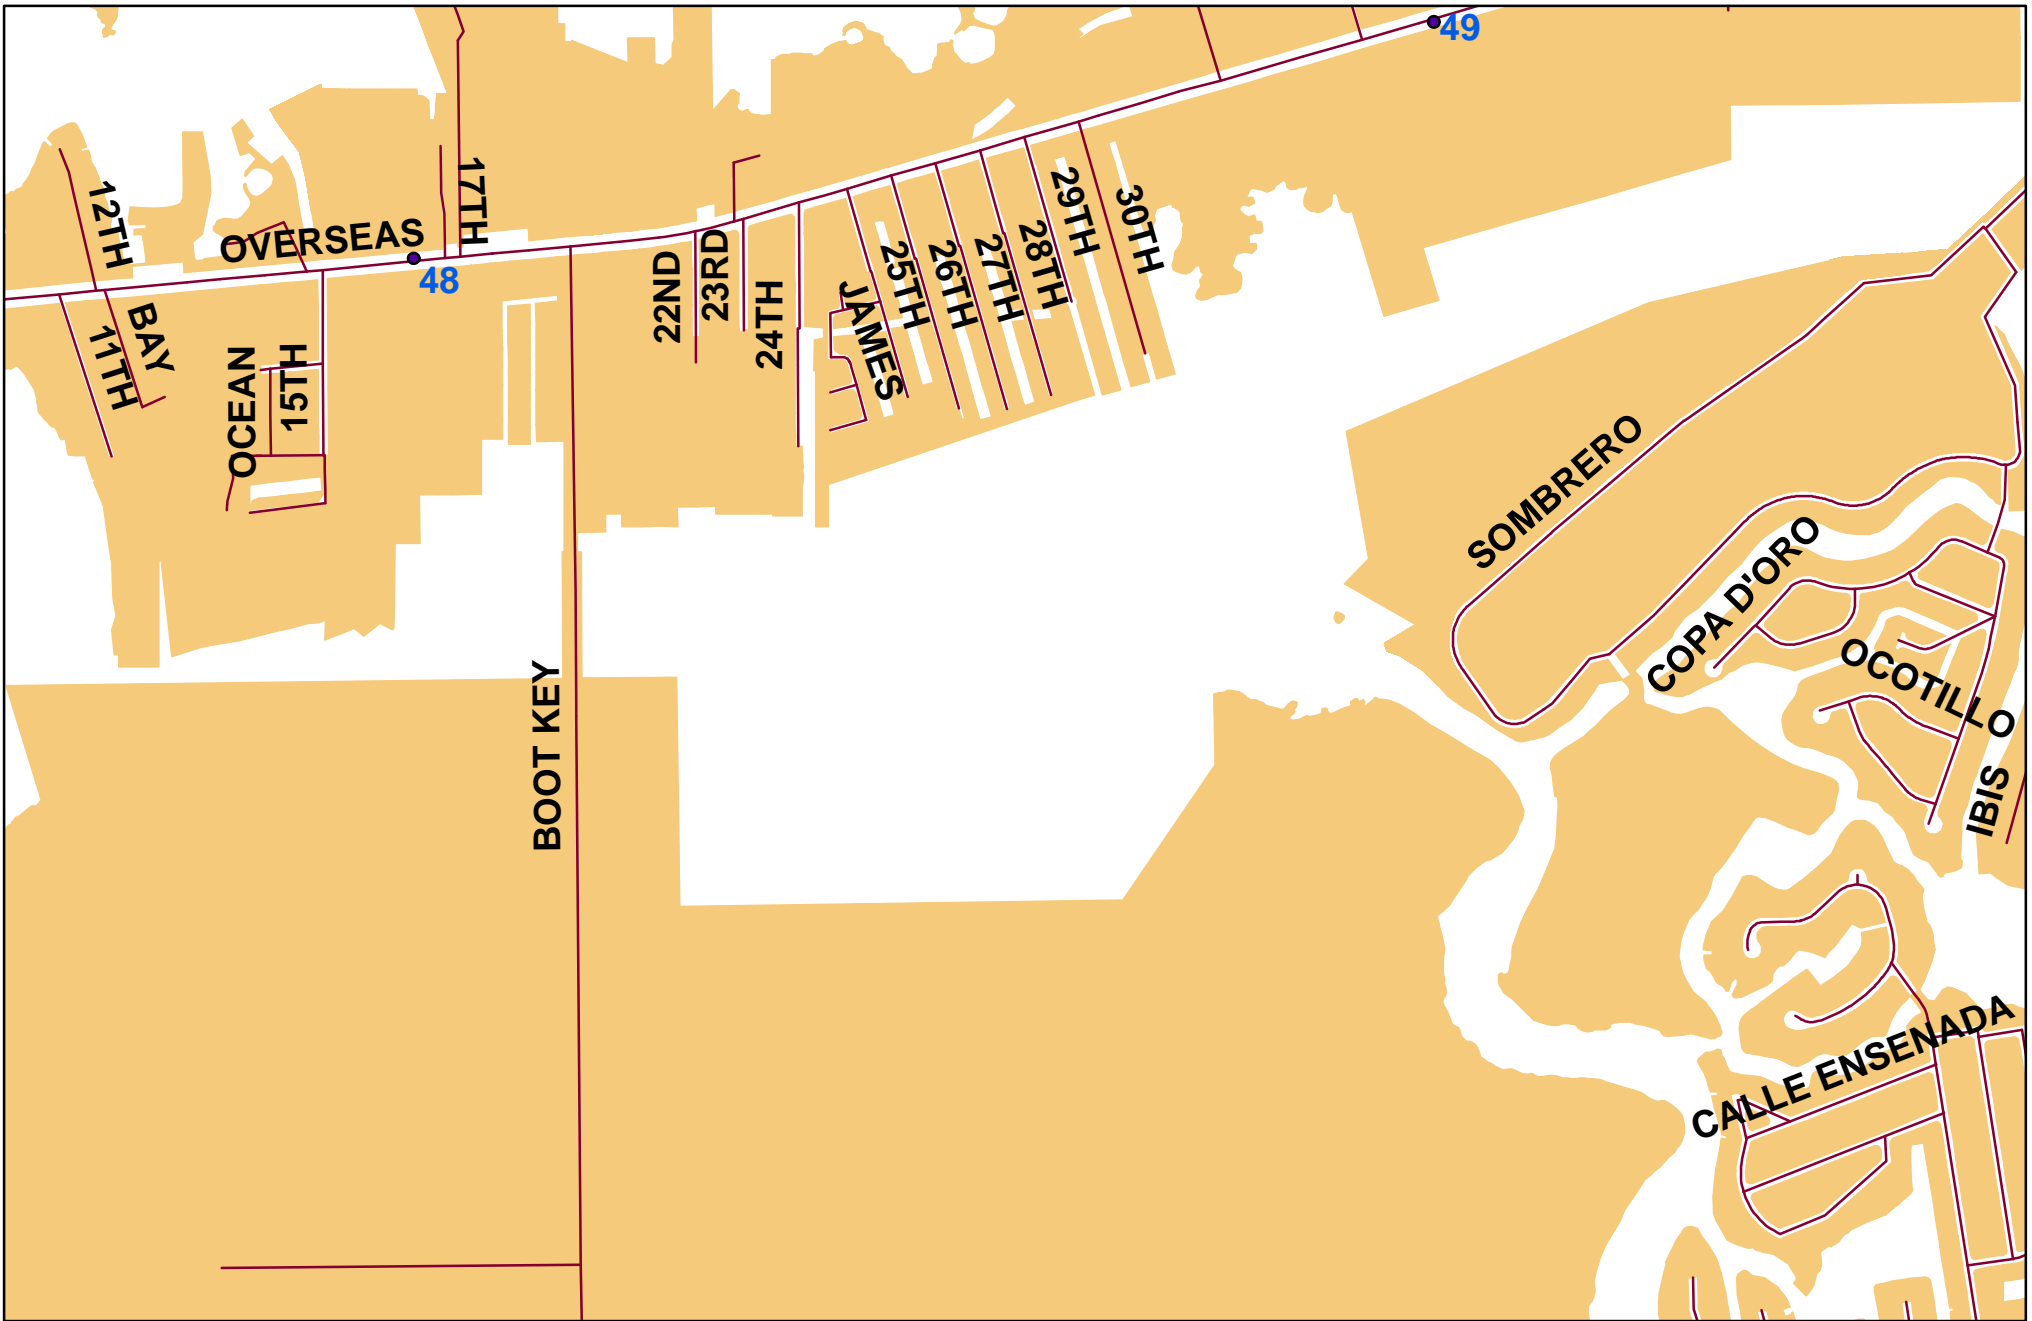 49
12TH
17TH
OVERSEAS
48
BAY
11TH
OCEAN
15TH
22ND
23RD
24TH
JAMES
25TH
26TH
27TH
28TH
29TH
30TH
SOMBRERO
COPA D'ORO
OCOTILLO
IBIS
BOOT KEY
CALLE ENSENADA